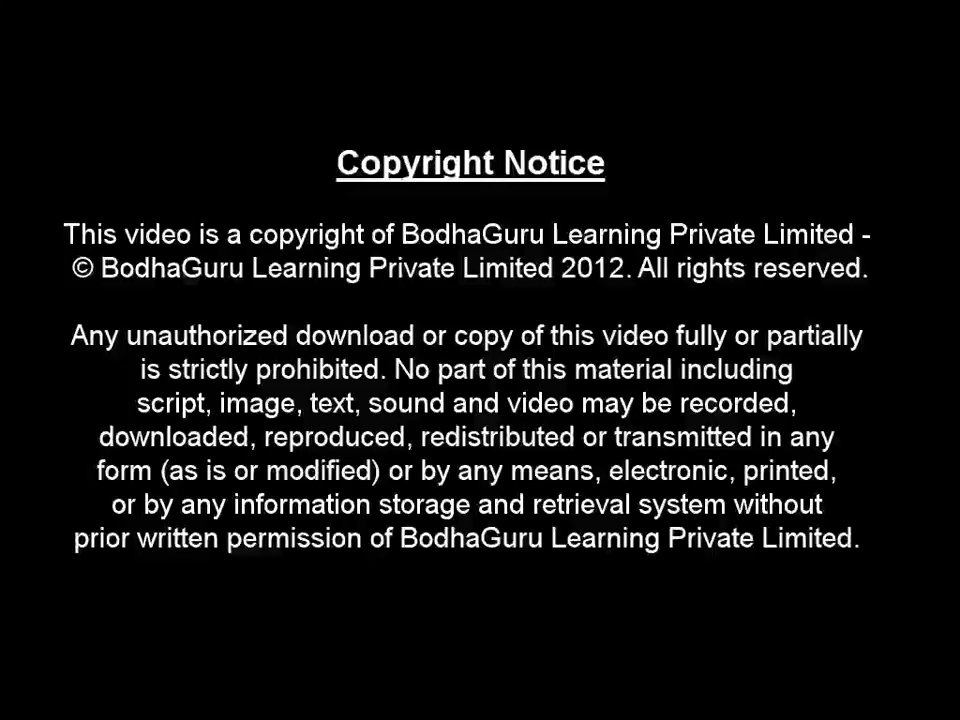 Copyright Notice
This video is a copyright of BodhaGuru Learning Private Limited -
© BodhaGuru Learning Private Limited 2012. All rights reserved.
Any unauthorized download or copy of this video fully or partially
is strictly prohibited. No part of this material including
script, image, text, sound and video may be recorded,
downloaded, reproduced, redistributed or transmitted in any
form (as is or modified) or by any means, electronic, printed,
or by any information storage and retrieval system without
prior written permission of BodhaGuru Learning Private Limited.